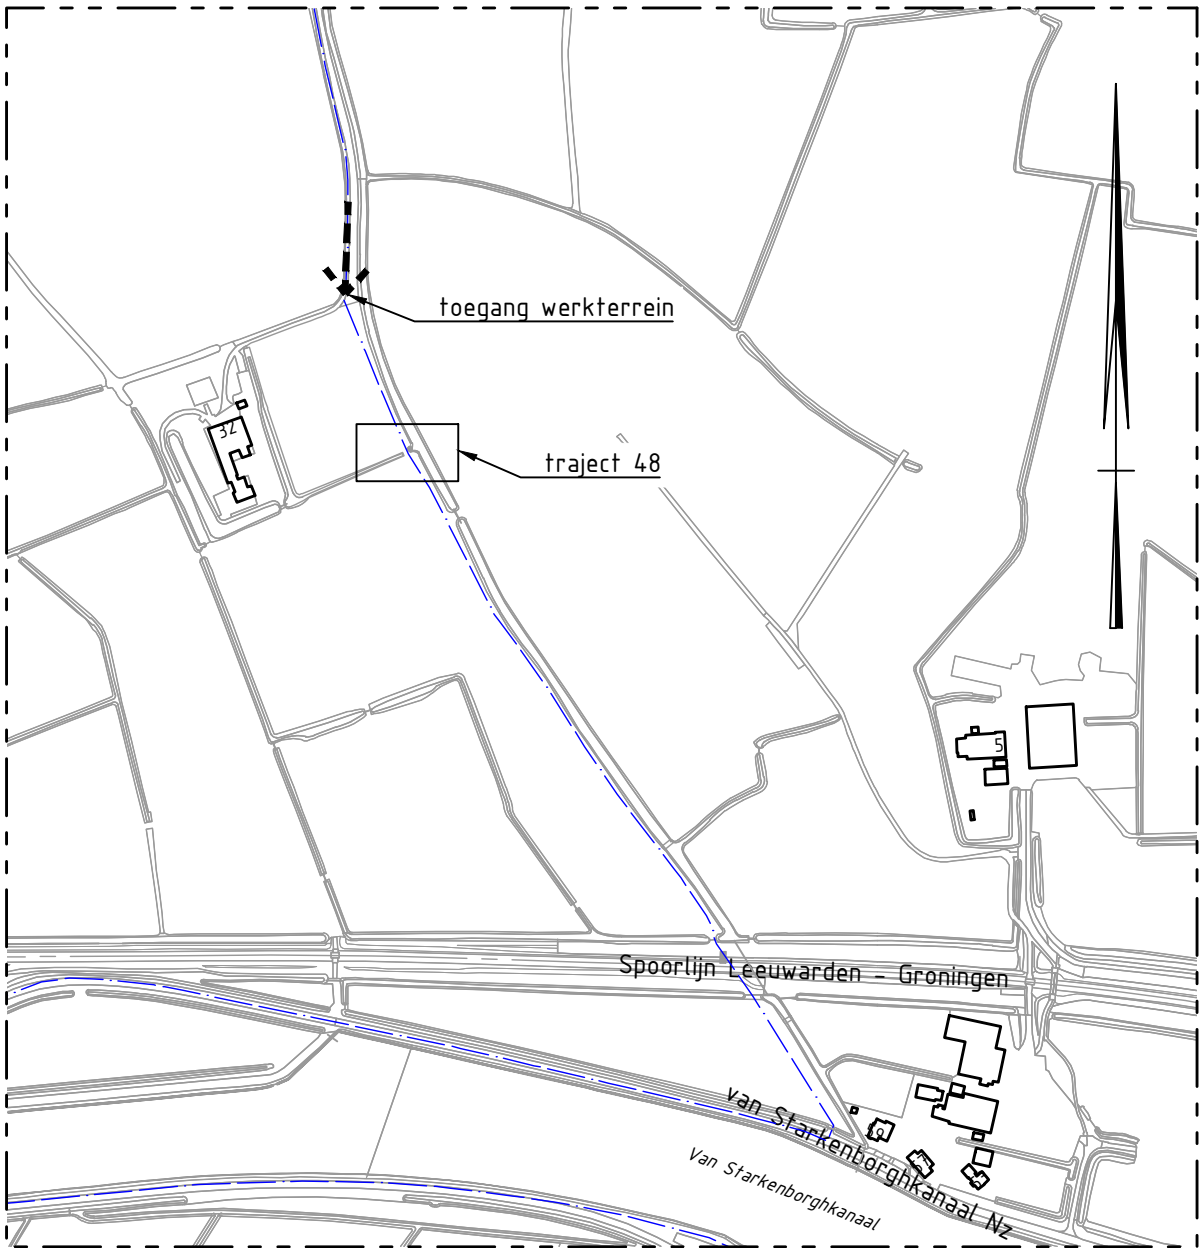 toegang werkterrein
32
traject 48
5
Spoorlijn Leeuwarden - Groningen
van Starkenborghkanaal Nz
Van Starkenborghkanaal